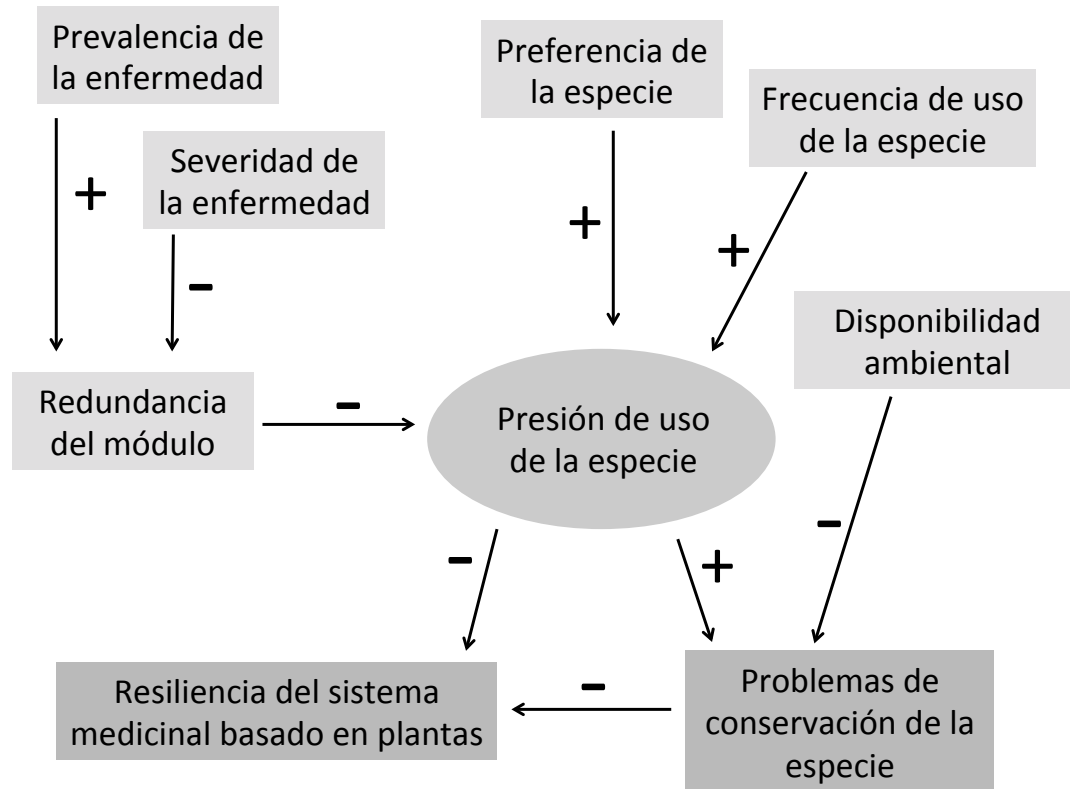 Prevalencia de
la enfermedad
Preferencia de
la especie
Frecuencia de uso
de la especie
Severidad de
la enfermedad
+
+
+
-
Disponibilidad
ambiental
Redundancia
del módulo
-
Presión de uso
de la especie
-
-
+
Resiliencia del sistema
medicinal basado en plantas
-
Problemas de
conservación de la
especie